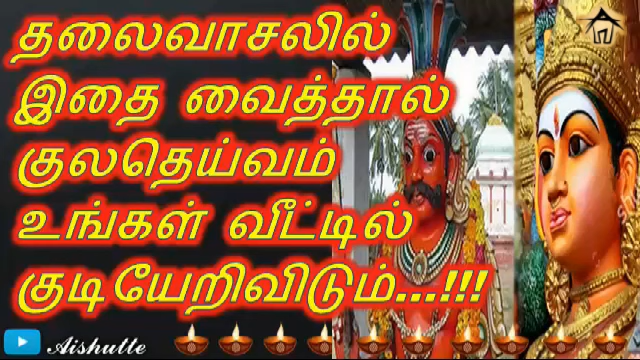 தலைவாசலில்
இதை வைத்தால்
குலதெய்வம்
உங்கள் வீட்டில்
குடியேறிவிடும்...!!!
Aishutte